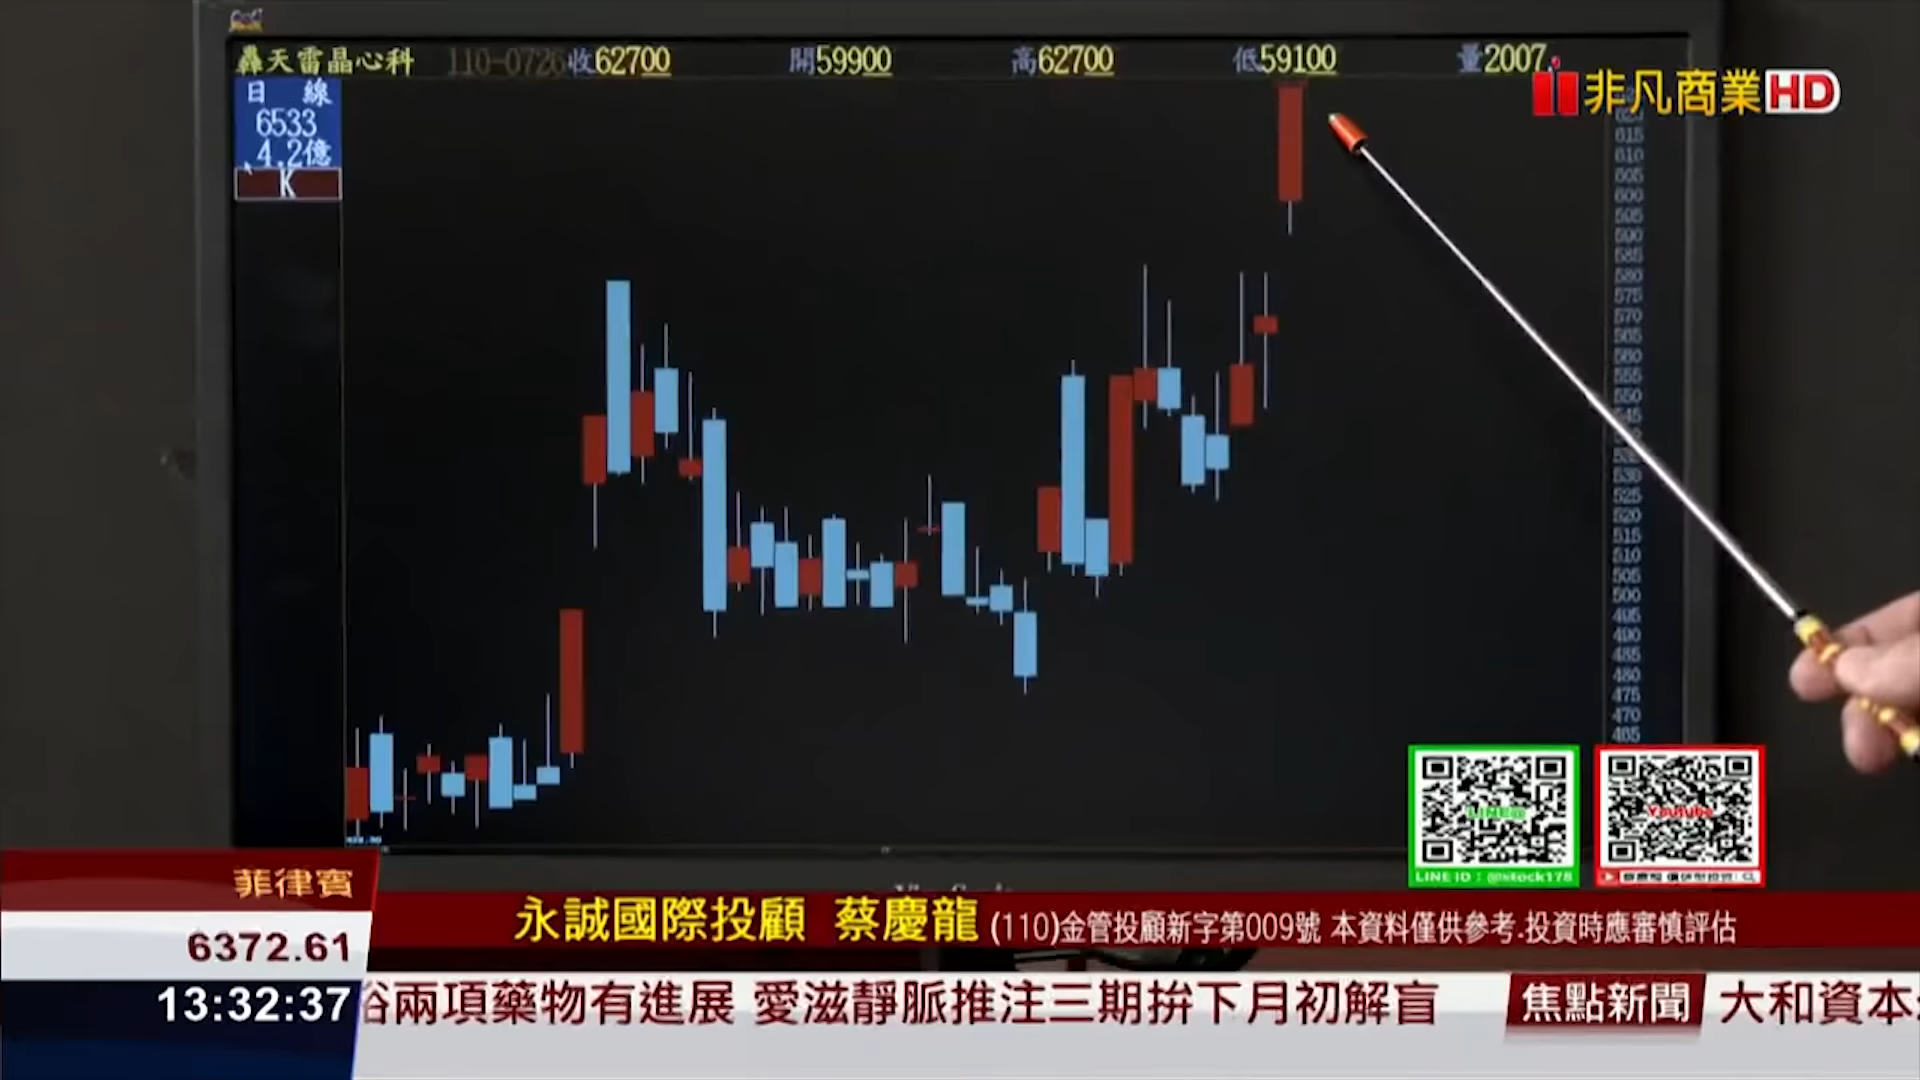 轟天雷晶心科 110-0726 收62700 開59900 高62700 低59100 量2007
日 線
6533
4.2億
K
非凡商業HD
615
610
605
600
595
590
585
580
575
570
565
560
555
550
545
530
525
520
515
510
505
500
495
490
485
480
475
470
465
LINE@
Youtube
LINE ID：@stock178
菲律賓
6372.61
13:32:37
永誠國際投顧 蔡慶龍 (110)金管投顧新字第009號 本資料僅供參考.投資時應審慎評估
兩項藥物有進展 愛滋靜脈推注三期拚下月初解盲 焦點新聞 大和資本